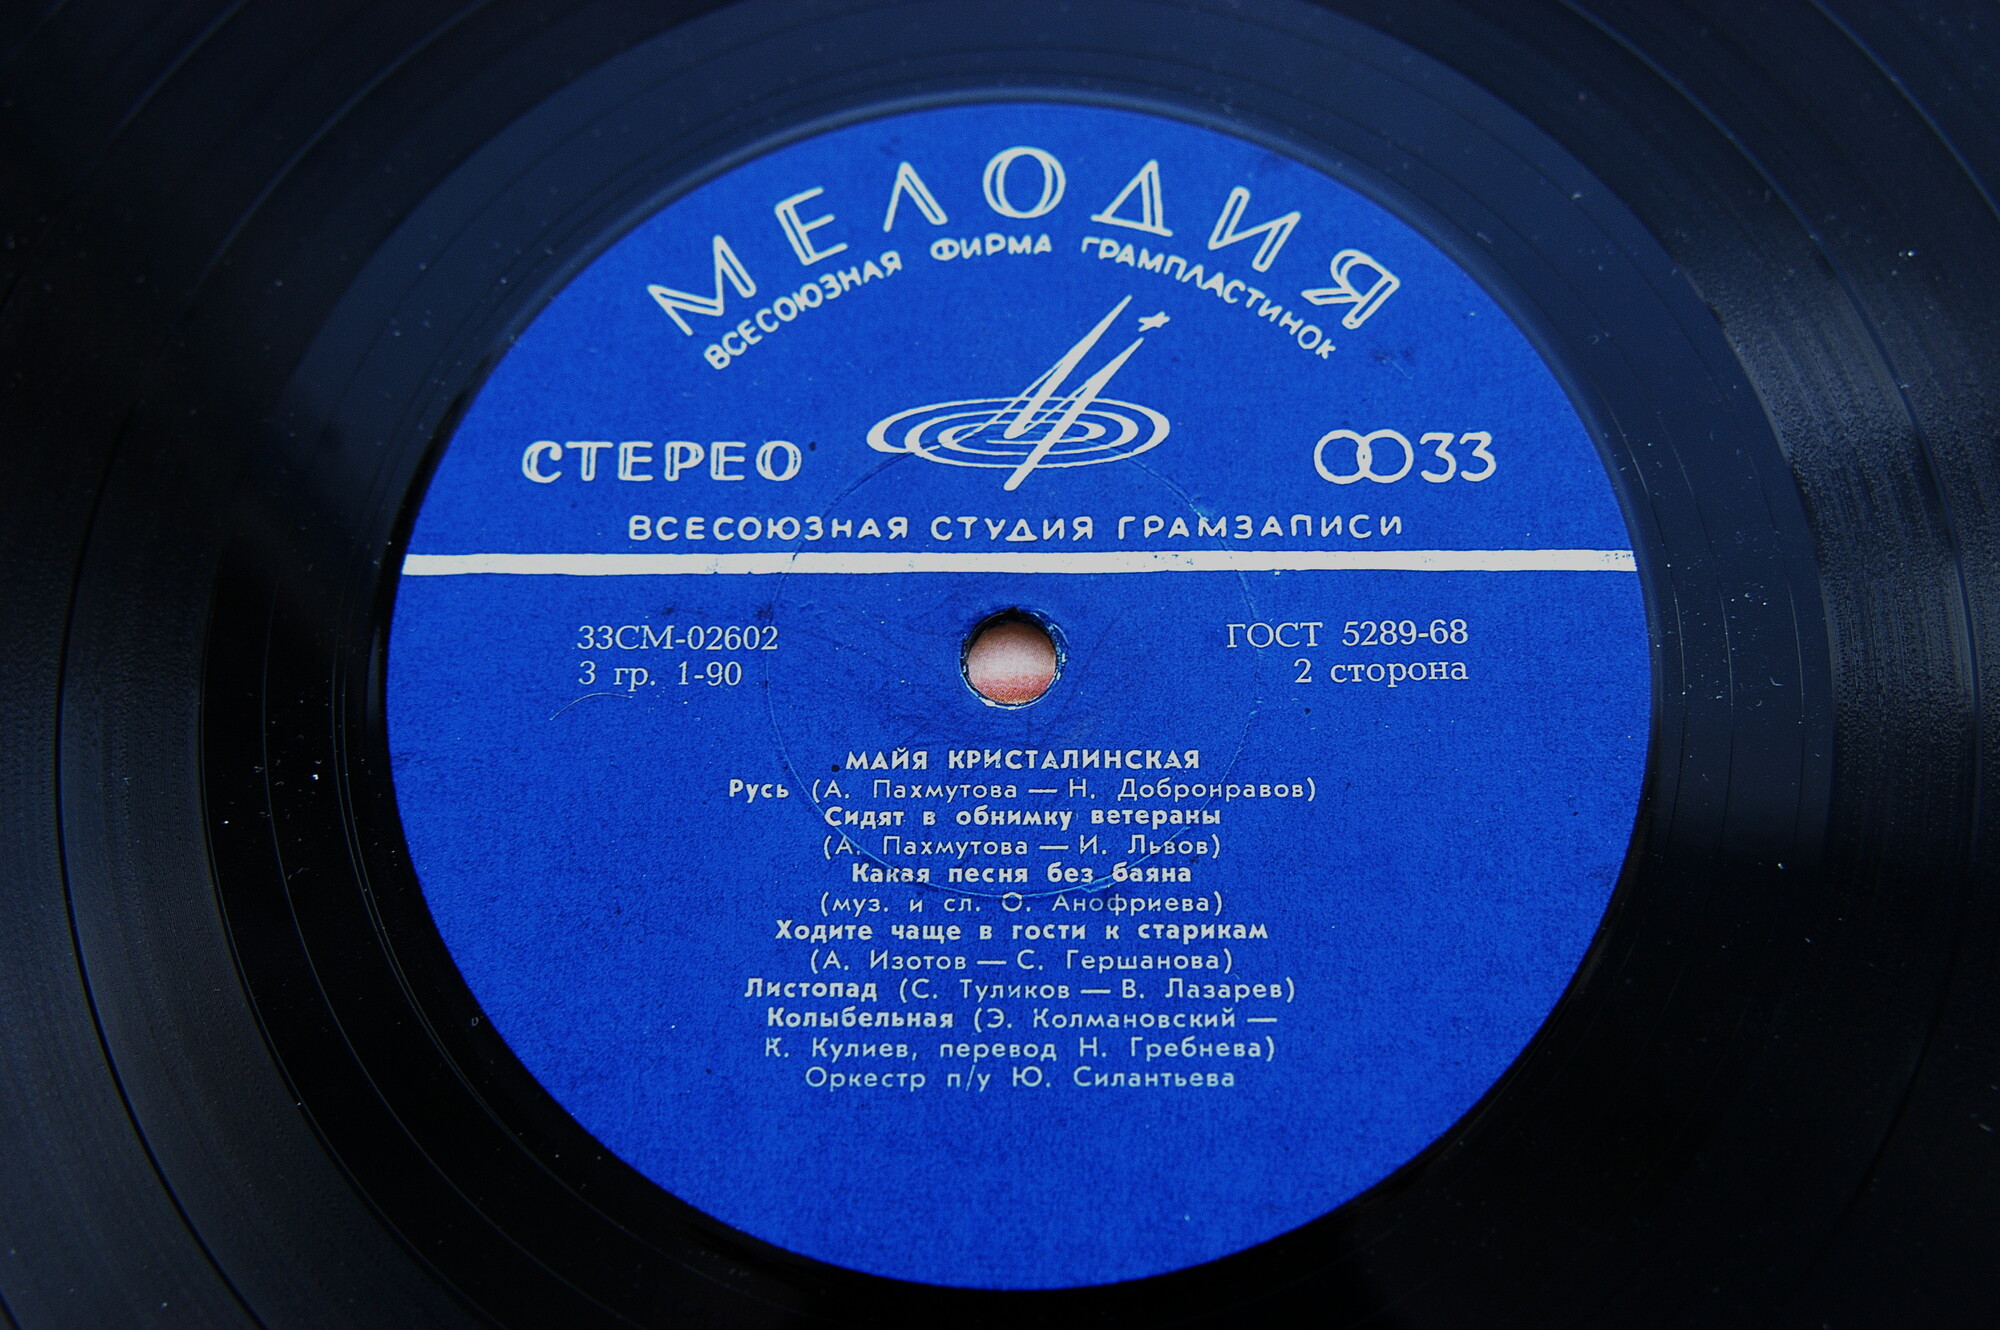 МЕЛОДИЯ
ВСЕСОЮЗНАЯ ФИРМА ГРАМПЛАСТИНОК
СТЕРЕО 33
ВСЕСОЮЗНАЯ СТУДИЯ ГРАМЗАПИСИ
33СМ-02602 ГОСТ 5289-68
3 гр. 1-90 2 сторона
МАЙЯ КРИСТАЛИНСКАЯ
Русь (А. Пахмутова — Н. Добронравов)
Сидят в обнимку ветераны
(А. Пахмутова — И. Львов)
Какая песня без баяна
(муз. и сл. О. Анофриева)
Ходите чаще в гости к старикам
(А. Изотов — С. Гершанова)
Листопад (С. Туликов — В. Лазарев)
Колыбельная (Э. Колмановский —
К. Кулиев, перевод Н. Гребнева)
Оркестр п/у Ю. Силантьева